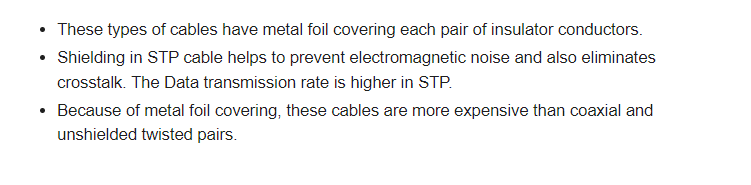 • These types of cables have metal foil covering each pair of insulator conductors.
• Shielding in STP cable helps to prevent electromagnetic noise and also eliminates
crosstalk. The Data transmission rate is higher in STP.
• Because of metal foil covering, these cables are more expensive than coaxial and
unshielded twisted pairs.